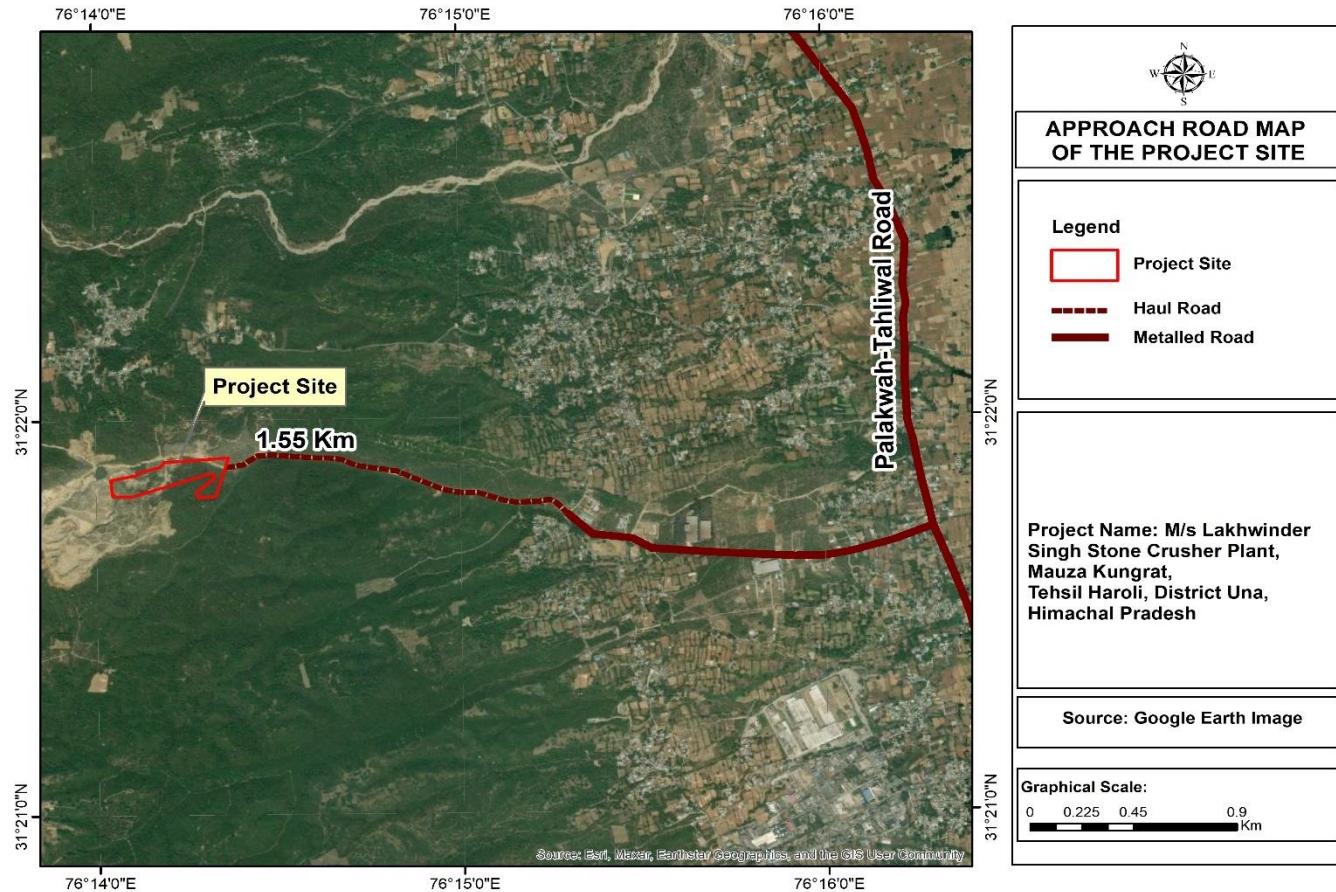 76°14'0"E
76°15'0"E
76°16'0"E
31°22'0"N
31°21'0"N
31°22'0"N
31°21'0"N
76°14'0"E
76°15'0"E
76°16'0"E
Project Site
1.55 Km
Palakwah-Tahliwal Road
Source: Esri, Maxar, Earthstar Geographics, and the GIS User Community
N
W
E
S
APPROACH ROAD MAP
OF THE PROJECT SITE
Legend
Project Site
Haul Road
Metalled Road
Project Name: M/s Lakhwinder
Singh Stone Crusher Plant,
Mauza Kungrat,
Tehsil Haroli, District Una,
Himachal Pradesh
Source: Google Earth Image
Graphical Scale:
0 0.225 0.45 0.9
Km